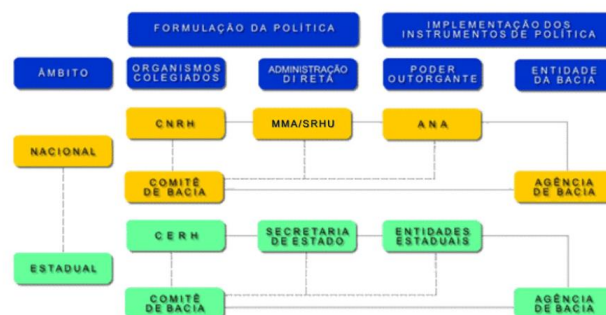 FORMULAÇÃO DA POLÍTICA
IMPLEMENTAÇÃO DOS
INSTRUMENTOS DE POLÍTICA
ÂMBITO
ORGANISMOS
COLEGIADOS
ADMINISTRAÇÃO
DIRETA
PODER
OUTORGANTE
ENTIDADE
DA BACIA
CNRH
MMA/SRHU
ANA
NACIONAL
COMITÊ
DE BACIA
AGÊNCIA
DE BACIA
CERH
SECRETARIA
DE ESTADO
ENTIDADES
ESTADUAIS
ESTADUAL
COMITÊ
DE BACIA
AGÊNCIA
DE BACIA